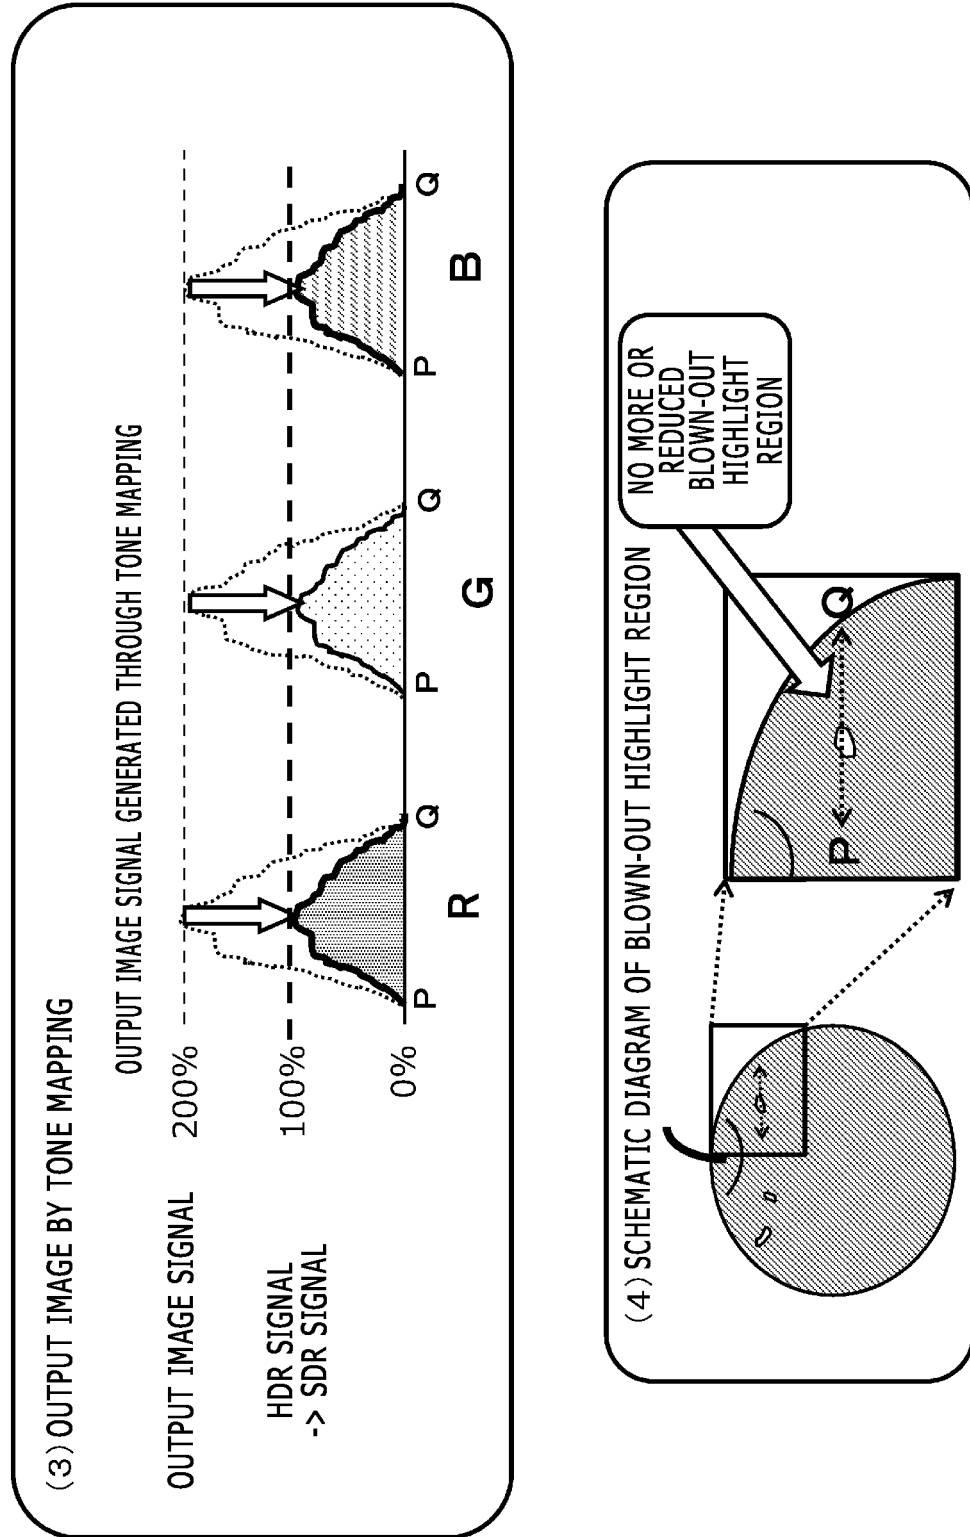 (3) OUTPUT IMAGE BY TONE MAPPING
OUTPUT IMAGE SIGNAL GENERATED THROUGH TONE MAPPING
OUTPUT IMAGE SIGNAL
200%
HDR SIGNAL
-> SDR SIGNAL
100%
0%
P Q P Q P Q
R G B
(4) SCHEMATIC DIAGRAM OF BLOWN-OUT HIGHLIGHT REGION
NO MORE OR
REDUCED
BLOWN-OUT
HIGHLIGHT
REGION
P Q